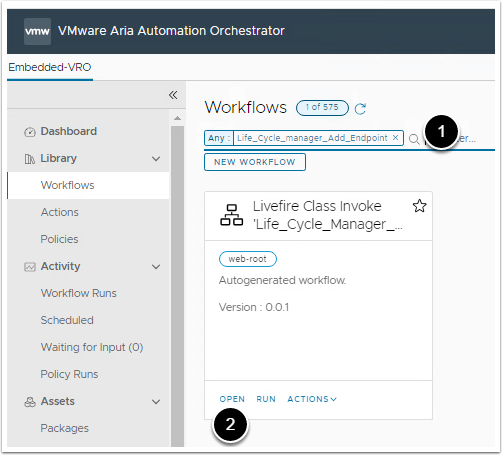 vmw VMware Aria Automation Orchestrator
Embedded-VRO
Dashboard
Library
Workflows
Actions
Policies
Activity
Workflow Runs
Scheduled
Waiting for Input (0)
Policy Runs
Assets
Packages
Workflows 1 of 575
Any : Life_Cycle_manager_Add_Endpoint × 1
NEW WORKFLOW
Livefire Class Invoke
'Life_Cycle_Manager_...
web-root
Autogenerated workflow.
Version : 0.0.1
OPEN RUN ACTIONS
2